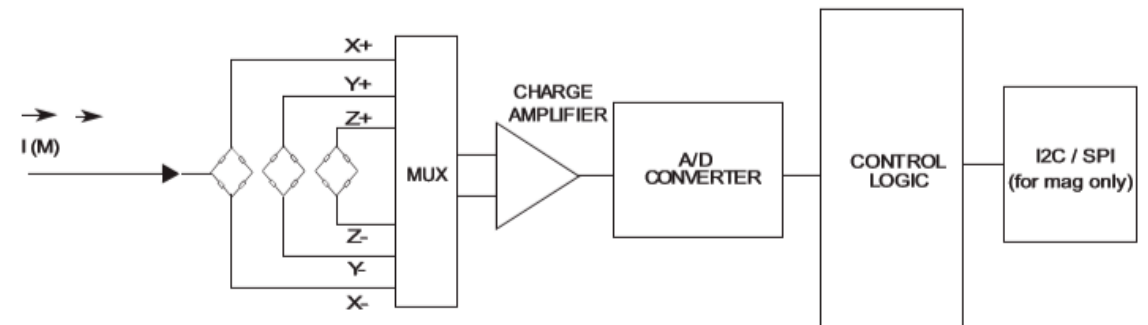 X+
Y+
Z+
I (M)
CHARGE
AMPLIFIER
MUX
A/D
CONVERTER
CONTROL
LOGIC
I2C / SPI
(for mag only)
Z-
Y-
X-